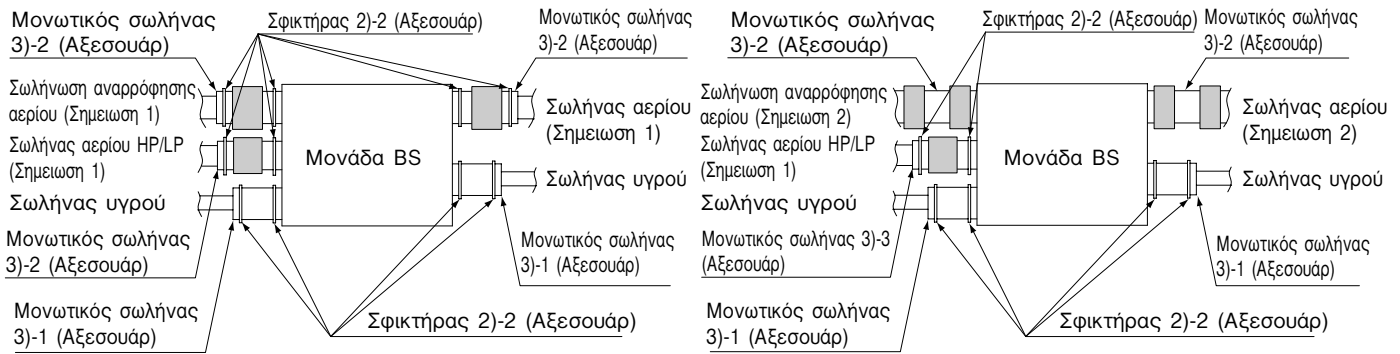 Μονωτικός σωλήνας
3)-2 (Αξεσουάρ)
Σφικτήρας 2)-2 (Αξεσουάρ)
Μονωτικός σωλήνας
3)-2 (Αξεσουάρ)
Σωλήνωση αναρρόφησης
αερίου (Σημειωση 1)
Σωλήνας αερίου HP/LP
(Σημειωση 1)
Σωλήνας υγρού
Μονάδα BS
Σωλήνας αερίου
(Σημειωση 1)
Σωλήνας υγρού
Μονωτικός σωλήνας
3)-2 (Αξεσουάρ)
Μονωτικός σωλήνας
3)-1 (Αξεσουάρ)
Μονωτικός σωλήνας
3)-1 (Αξεσουάρ)
Σφικτήρας 2)-2 (Αξεσουάρ)
Μονωτικός σωλήνας
3)-2 (Αξεσουάρ)
Σφικτήρας 2)-2 (Αξεσουάρ)
Μονωτικός σωλήνας
3)-2 (Αξεσουάρ)
Σωλήνωση αναρρόφησης
αερίου (Σημειωση 2)
Σωλήνας αερίου HP/LP
(Σημειωση 1)
Σωλήνας υγρού
Μονάδα BS
Σωλήνας αερίου
(Σημειωση 2)
Σωλήνας υγρού
Μονωτικός σωλήνας 3)-3
(Αξεσουάρ)
Μονωτικός σωλήνας
3)-1 (Αξεσουάρ)
Μονωτικός σωλήνας
3)-1 (Αξεσουάρ)
Σφικτήρας 2)-2 (Αξεσουάρ)